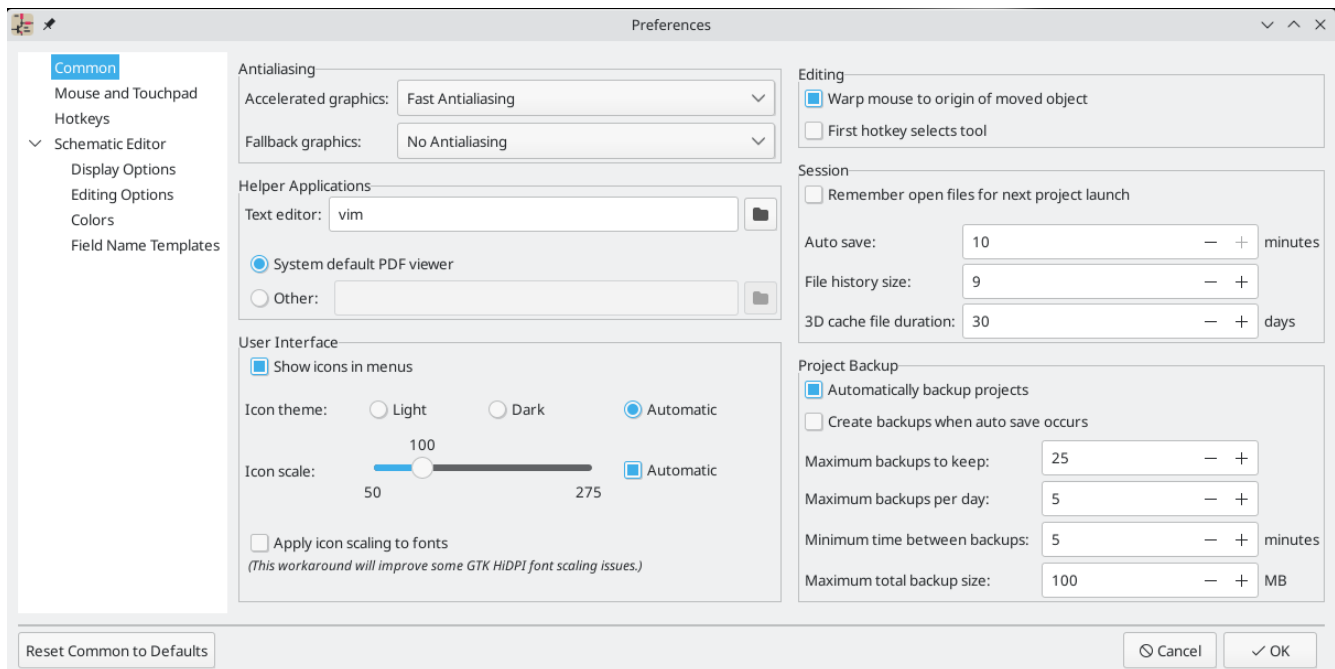 Preferences
Common
Mouse and Touchpad
Hotkeys
Schematic Editor
Display Options
Editing Options
Colors
Field Name Templates
Antialiasing
Accelerated graphics: Fast Antialiasing
Fallback graphics: No Antialiasing
Helper Applications
Text editor: vim
System default PDF viewer
Other:
User Interface
Show icons in menus
Icon theme: Light Dark Automatic
100
Icon scale: Automatic
50 275
Apply icon scaling to fonts
(This workaround will improve some GTK HiDPI font scaling issues.)
Editing
Warp mouse to origin of moved object
First hotkey selects tool
Session
Remember open files for next project launch
Auto save: 10 − + minutes
File history size: 9 − +
3D cache file duration: 30 − + days
Project Backup
Automatically backup projects
Create backups when auto save occurs
Maximum backups to keep: 25 − +
Maximum backups per day: 5 − +
Minimum time between backups: 5 − + minutes
Maximum total backup size: 100 − + MB
Reset Common to Defaults Cancel OK